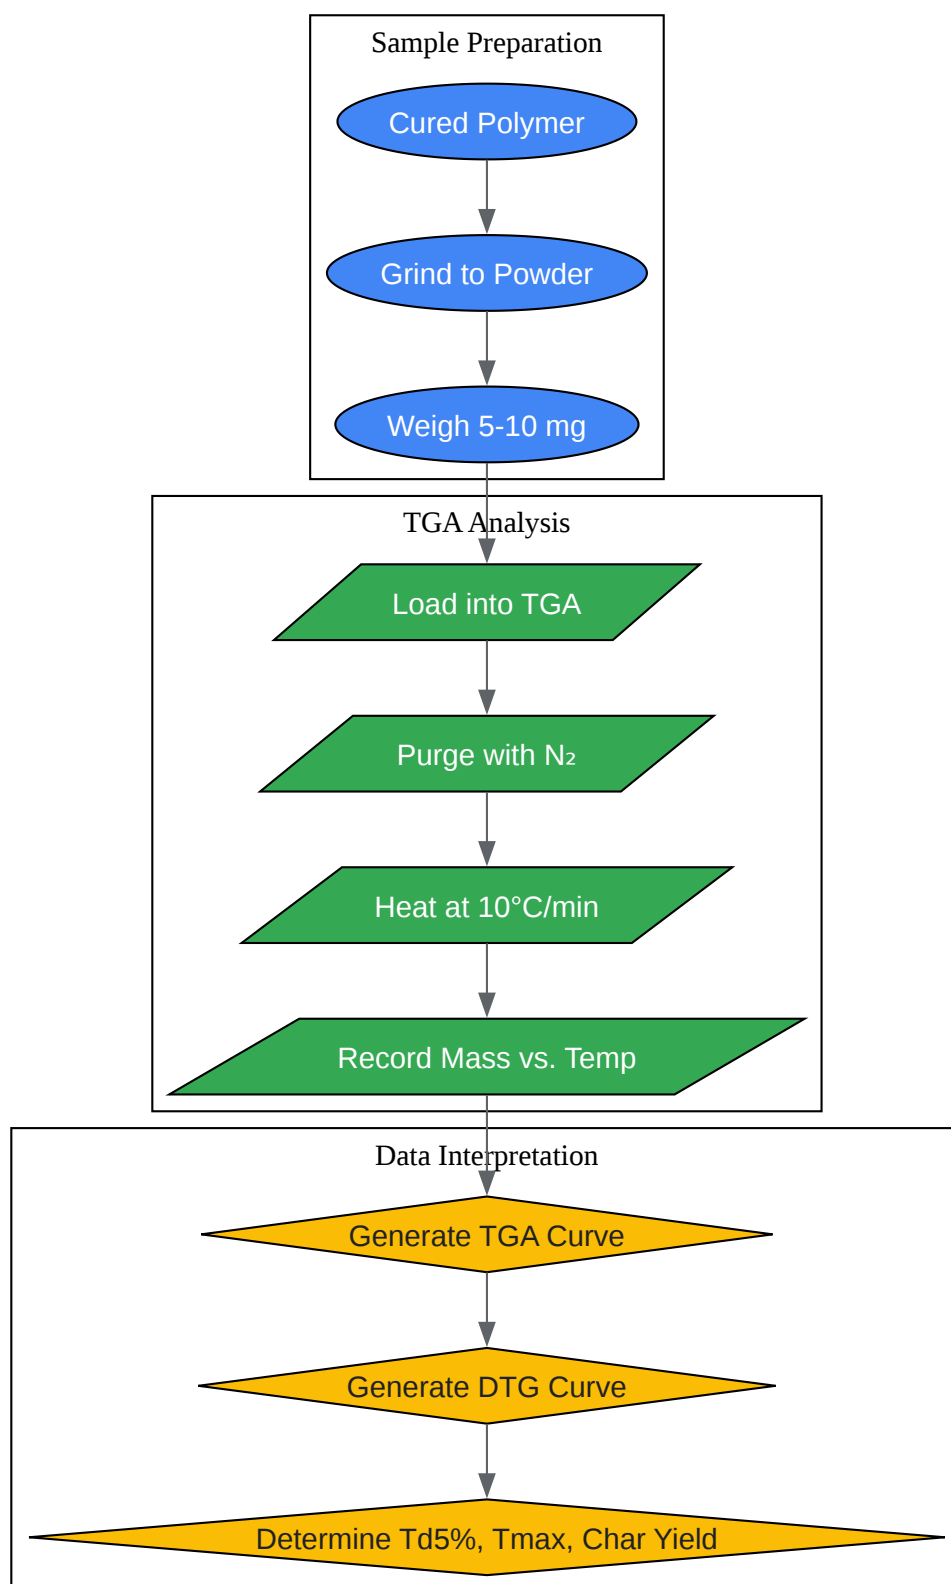 Sample Preparation
Cured Polymer
Grind to Powder
Weigh 5-10 mg
TGA Analysis
Load into TGA
Purge with N₂
Heat at 10°C/min
Record Mass vs. Temp
Data Interpretation
Generate TGA Curve
Generate DTG Curve
Determine Td5%, Tmax, Char Yield